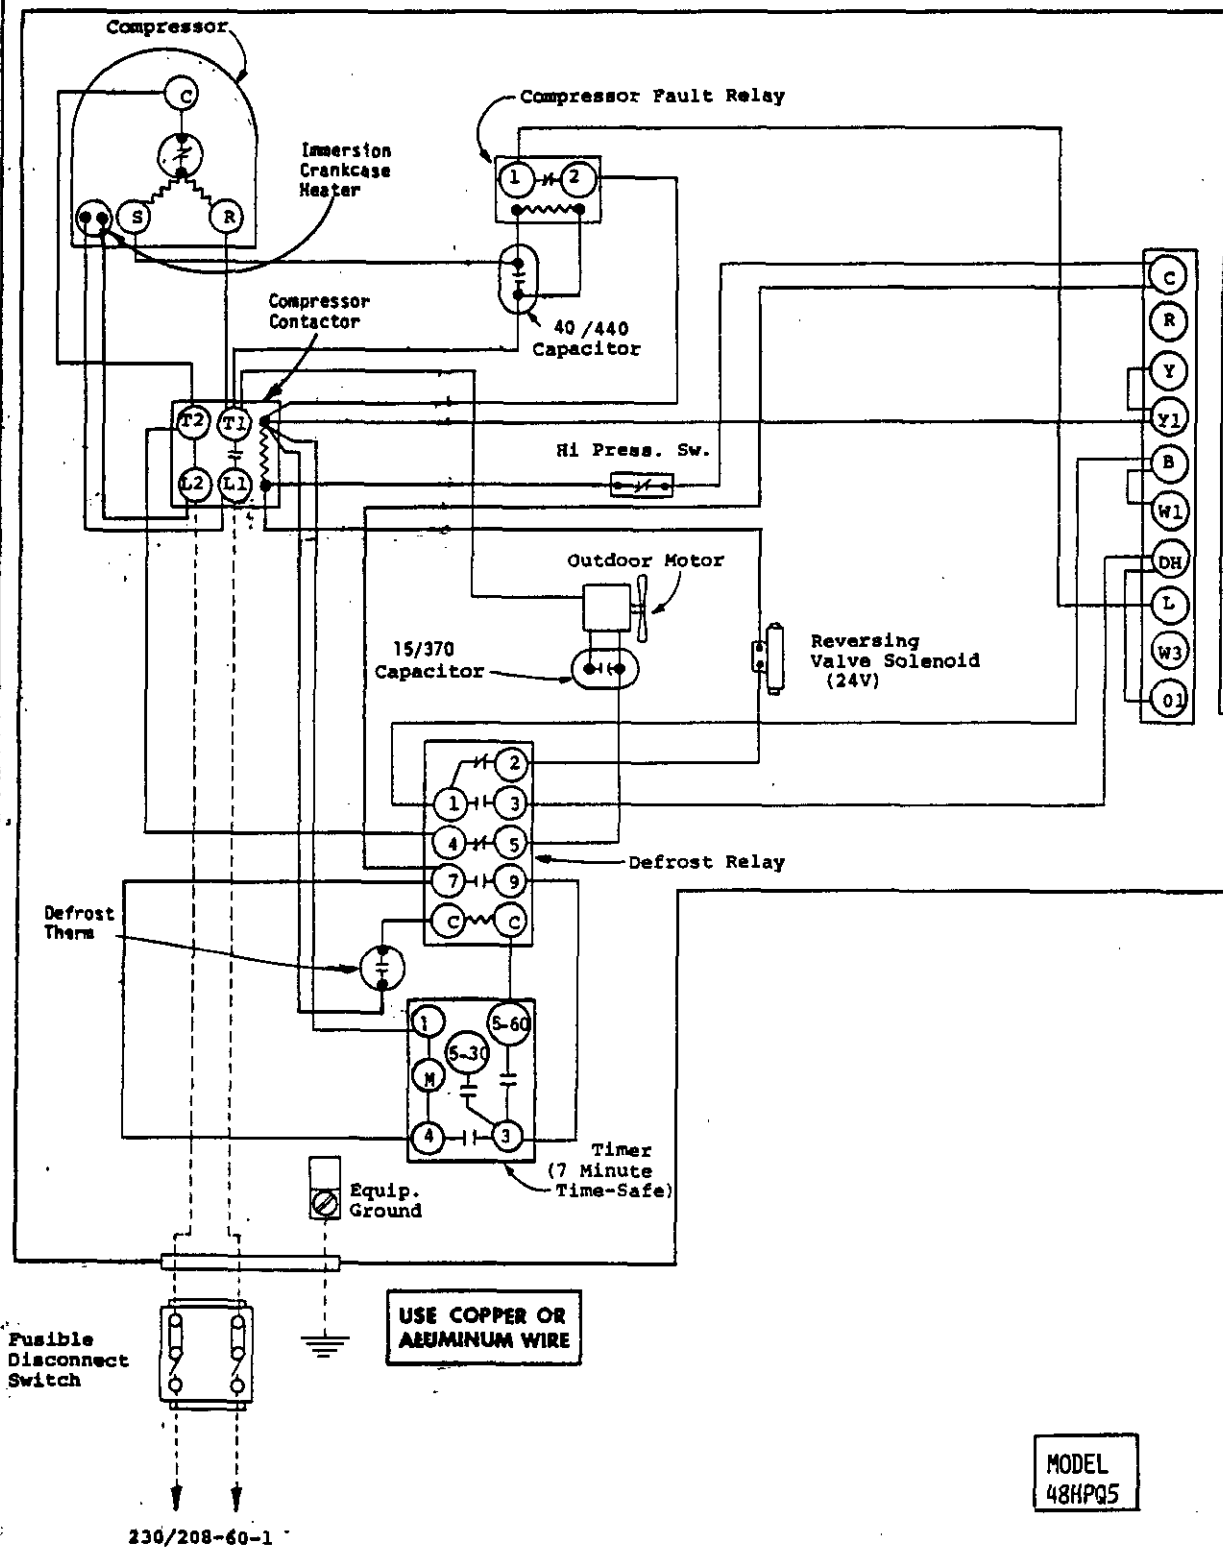 Compressor
C
Compressor Fault Relay
Immersion
Crankcase
Heater
1
2
S
R
C
R
Y
Y1
B
W1
DH
L
W3
O1
Compressor
Contactor
40/440
Capacitor
T2
T1
L2
L1
Hi Press. Sw.
Outdoor Motor
15/370
Capacitor
Reversing
Valve Solenoid
(24V)
2
1
3
4
5
7
9
C
C
Defrost Relay
Defrost
Therm
1
5-60
5-30
M
4
3
Timer
(7 Minute
Time-Safe)
Equip.
Ground
USE COPPER OR
ALUMINUM WIRE
Fusible
Disconnect
Switch
MODEL
48HPQ5
230/208-60-1